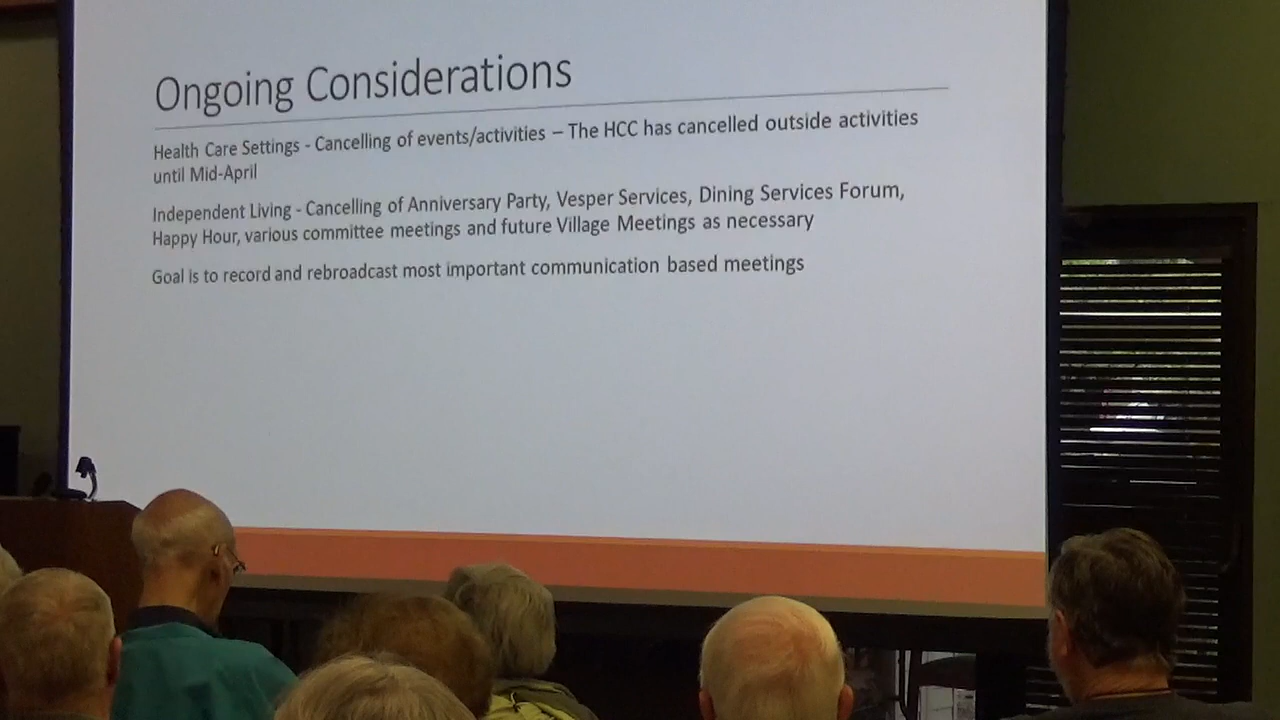 Ongoing Considerations
Health Care Settings - Cancelling of events/activities – The HCC has cancelled outside activities
until Mid-April
Independent Living - Cancelling of Anniversary Party, Vesper Services, Dining Services Forum,
Happy Hour, various committee meetings and future Village Meetings as necessary
Goal is to record and rebroadcast most important communication based meetings